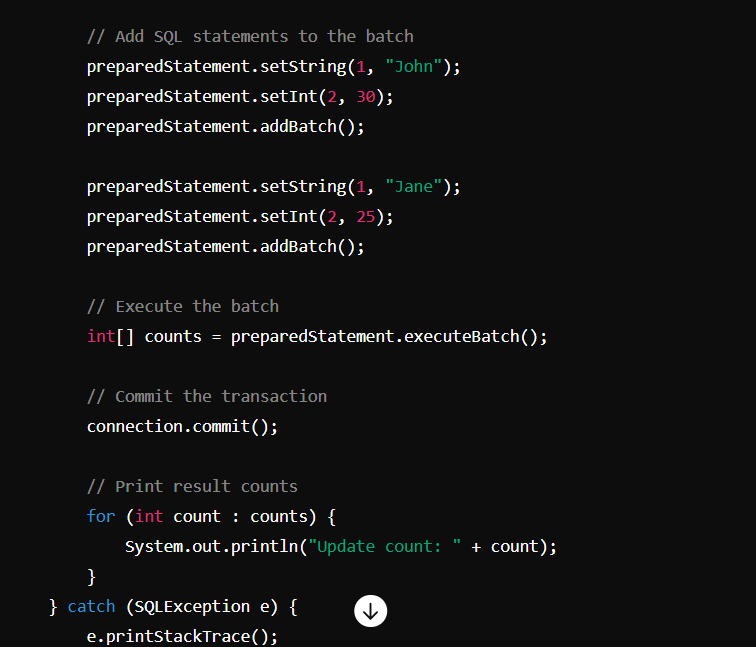 // Add SQL statements to the batch
preparedStatement.setString(1, "John");
preparedStatement.setInt(2, 30);
preparedStatement.addBatch();
preparedStatement.setString(1, "Jane");
preparedStatement.setInt(2, 25);
preparedStatement.addBatch();
// Execute the batch
int[] counts = preparedStatement.executeBatch();
// Commit the transaction
connection.commit();
// Print result counts
for (int count : counts) {
System.out.println("Update count: " + count);
}
} catch (SQLException e) {
e.printStackTrace();